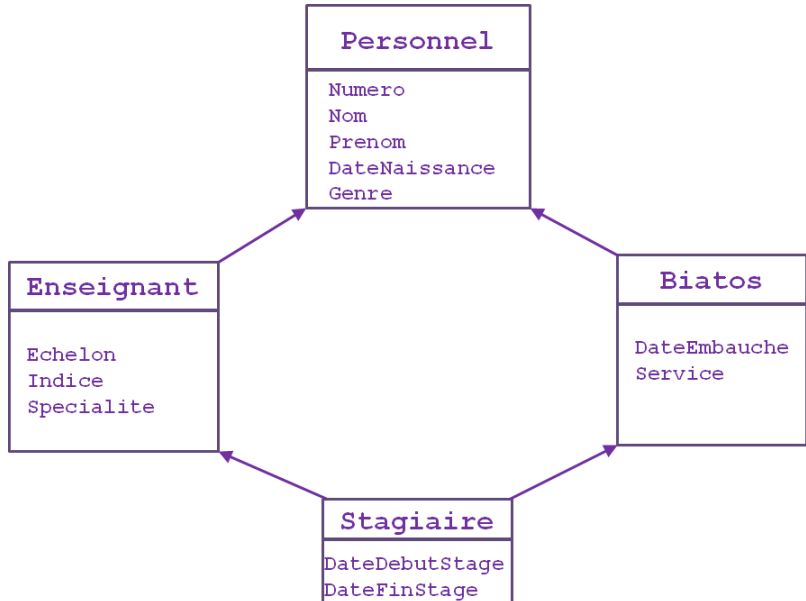 Personnel
Numero
Nom
Prenom
DateNaissance
Genre
Enseignant
Echelon
Indice
Specialite
Biatos
DateEmbauche
Service
Stagiaire
DateDebutStage
DateFinStage